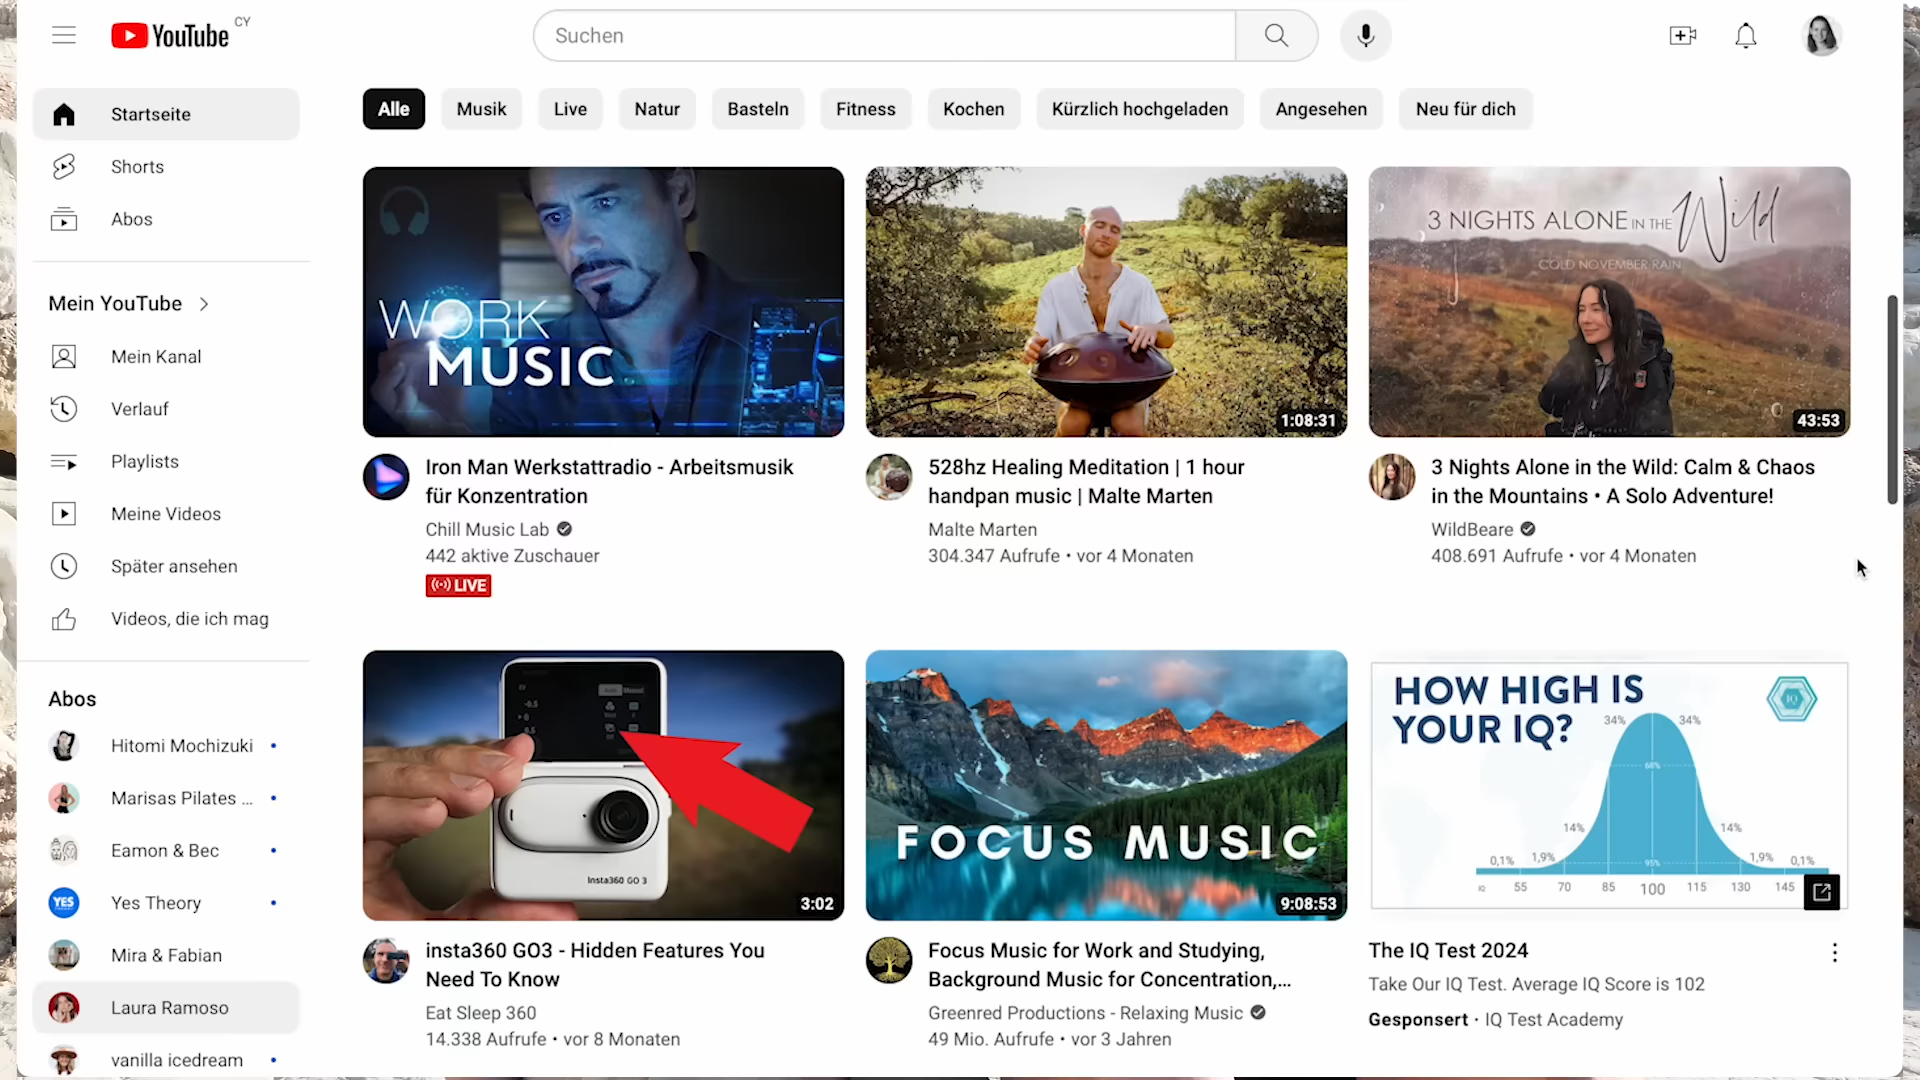 YouTube CY
Suchen
Startseite
Shorts
Abos
Mein YouTube
Mein Kanal
Verlauf
Playlists
Meine Videos
Später ansehen
Videos, die ich mag
Abos
Hitomi Mochizuki
Marisas Pilates ...
Eamon & Bec
YES
Yes Theory
Mira & Fabian
Laura Ramoso
vanilla icedream
Alle
Musik
Live
Natur
Basteln
Fitness
Kochen
Kürzlich hochgeladen
Angesehen
Neu für dich
WORK
MUSIC
Iron Man Werkstattradio - Arbeitsmusik
für Konzentration
Chill Music Lab
442 aktive Zuschauer
LIVE
1:08:31
528hz Healing Meditation | 1 hour
handpan music | Malte Marten
Malte Marten
304.347 Aufrufe • vor 4 Monaten
3 NIGHTS ALONE IN THE Wild
COLD NOVEMBER RAIN
43:53
3 Nights Alone in the Wild: Calm & Chaos
in the Mountains • A Solo Adventure!
WildBeare
408.691 Aufrufe • vor 4 Monaten
Insta360 GO 3
3:02
insta360 GO3 - Hidden Features You
Need To Know
Eat Sleep 360
14.338 Aufrufe • vor 8 Monaten
FOCUS MUSIC
9:08:53
Focus Music for Work and Studying,
Background Music for Concentration,...
Greenred Productions - Relaxing Music
49 Mio. Aufrufe • vor 3 Jahren
HOW HIGH IS
YOUR IQ?
IQ
34% 34%
68%
14% 14%
0,1% 1,9% 95% 1,9% 0,1%
IQ 55 70 85 100 115 130 145
The IQ Test 2024
Take Our IQ Test. Average IQ Score is 102
Gesponsert • IQ Test Academy